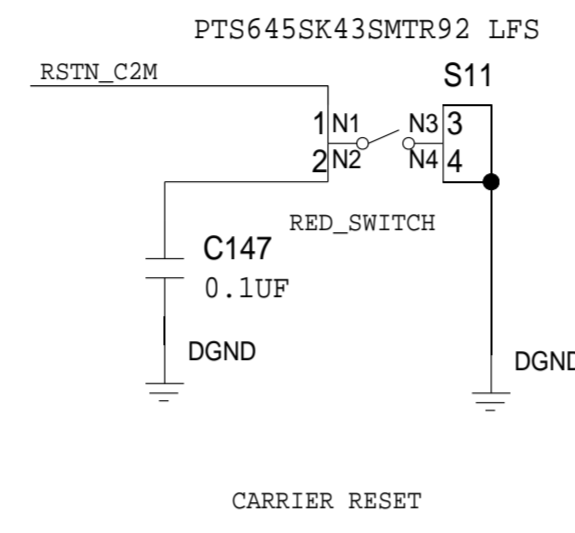 PTS645SK43SMTR92 LFS
RSTN_C2M
S11
1 N1 N3 3
2 N2 N4 4
RED_SWITCH
C147
0.1UF
DGND
DGND
CARRIER RESET